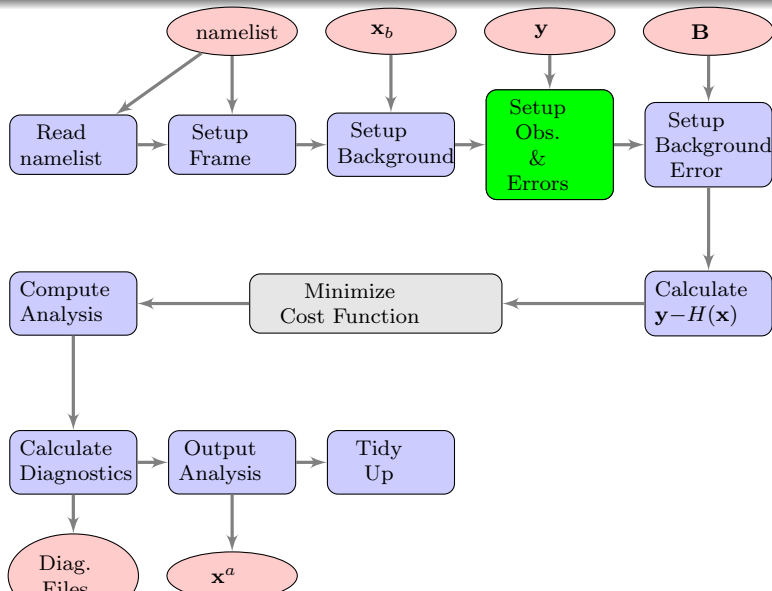 namelist
x_b
y
B
Read
namelist
Setup
Frame
Setup
Background
Setup
Obs.
&
Errors
Setup
Background
Error
Compute
Analysis
Minimize
Cost Function
Calculate
y−H(x)
Calculate
Diagnostics
Output
Analysis
Tidy
Up
Diag.
Files
x^a